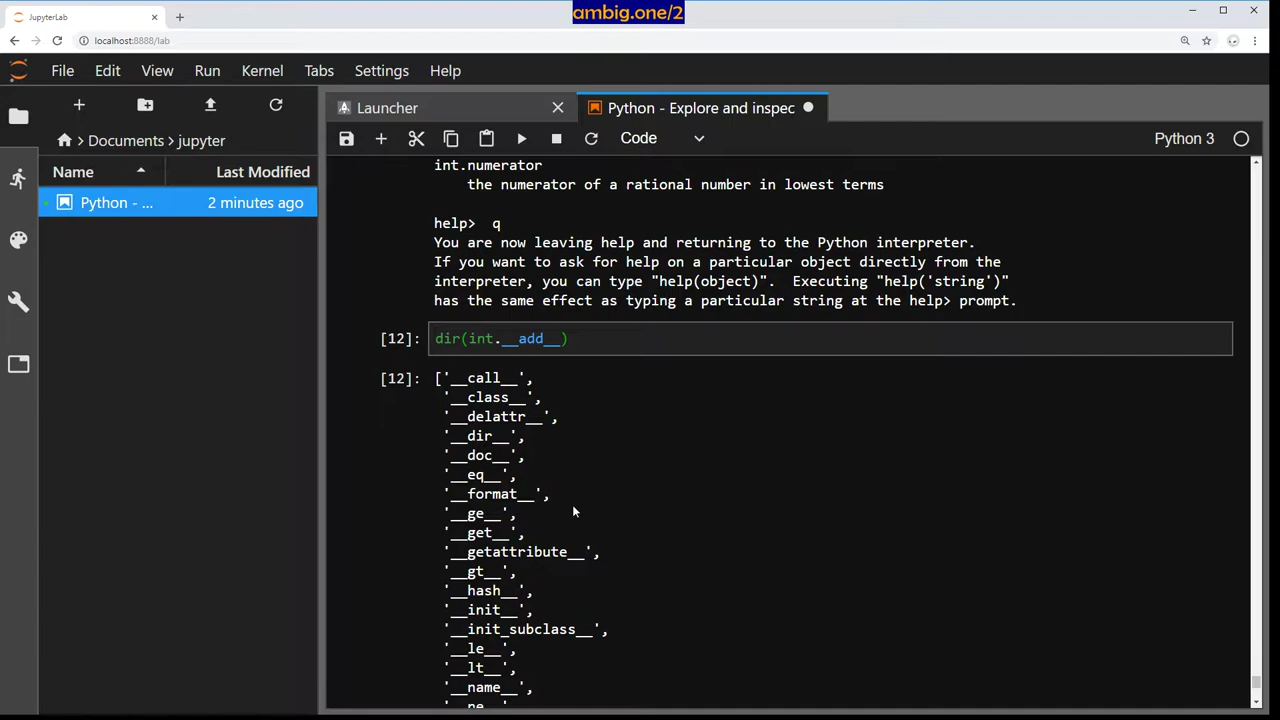 ambig.one/2
JupyterLab
localhost:8888/lab
File Edit View Run Kernel Tabs Settings Help
Launcher
Python - Explore and inspec
Documents jupyter
Code
Python 3
Name Last Modified
Python - ... 2 minutes ago
int.numerator
the numerator of a rational number in lowest terms
help> q
You are now leaving help and returning to the Python interpreter.
If you want to ask for help on a particular object directly from the
interpreter, you can type "help(object)". Executing "help('string')"
has the same effect as typing a particular string at the help> prompt.
[12]: dir(int.__add__)
[12]: ['__call__',
'__class__',
'__delattr__',
'__dir__',
'__doc__',
'__eq__',
'__format__',
'__ge__',
'__get__',
'__getattribute__',
'__gt__',
'__hash__',
'__init__',
'__init_subclass__',
'__le__',
'__lt__',
'__name__',
'__ne__',